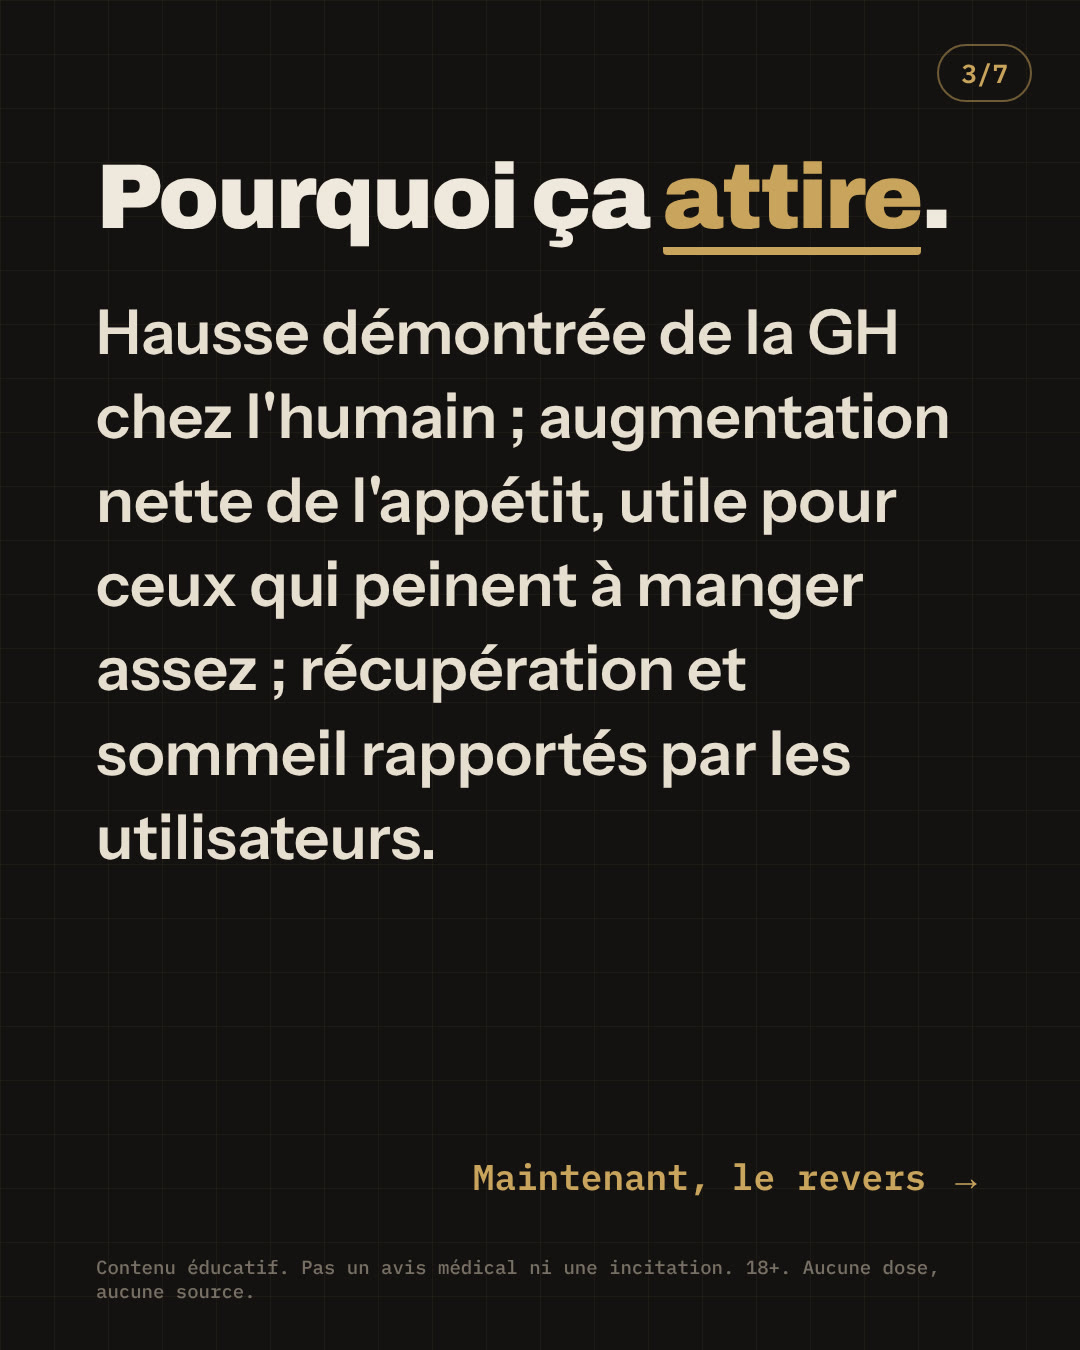 3/7
Pourquoi ça attire.
Hausse démontrée de la GH
chez l'humain ; augmentation
nette de l'appétit, utile pour
ceux qui peinent à manger
assez ; récupération et
sommeil rapportés par les
utilisateurs.
Maintenant, le revers →
Contenu éducatif. Pas un avis médical ni une incitation. 18+. Aucune dose,
aucune source.